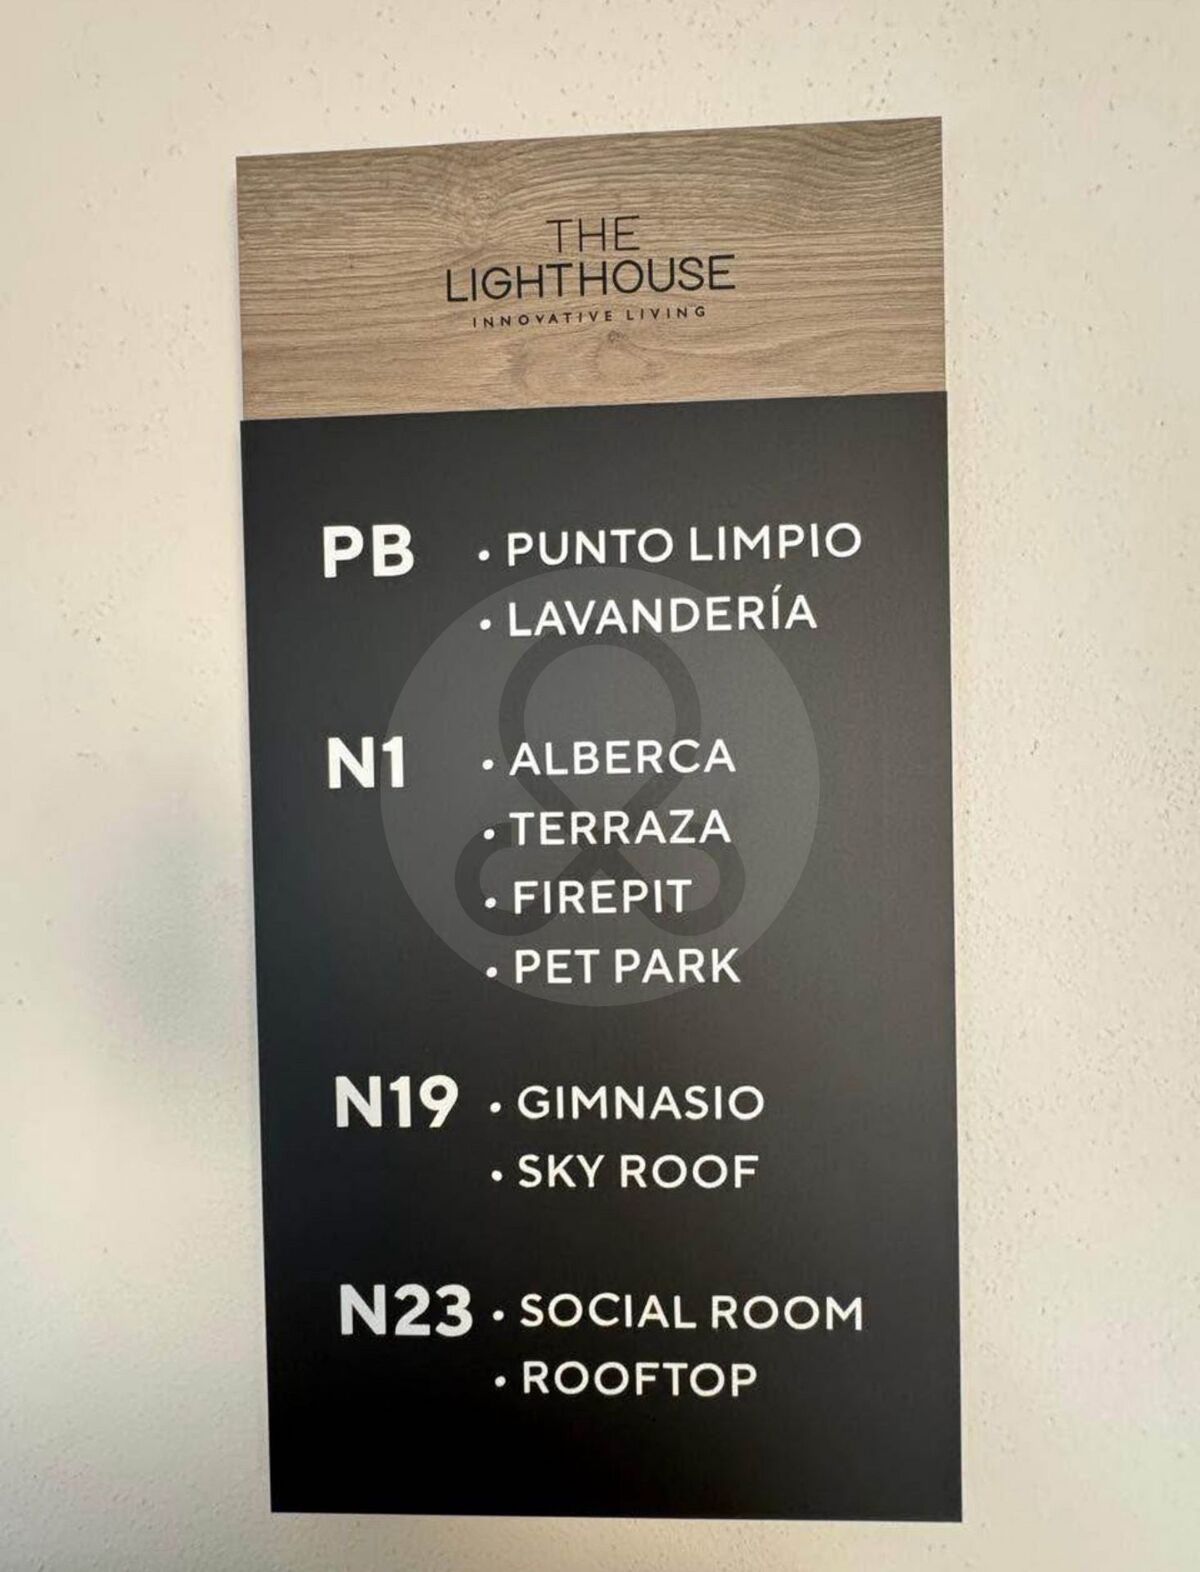 THE
LIGHTHOUSE
INNOVATIVE LIVING
PB • PUNTO LIMPIO
• LAVANDERÍA
N1 • ALBERCA
• TERRAZA
• FIREPIT
• PET PARK
N19 • GIMNASIO
• SKY ROOF
N23 • SOCIAL ROOM
• ROOFTOP